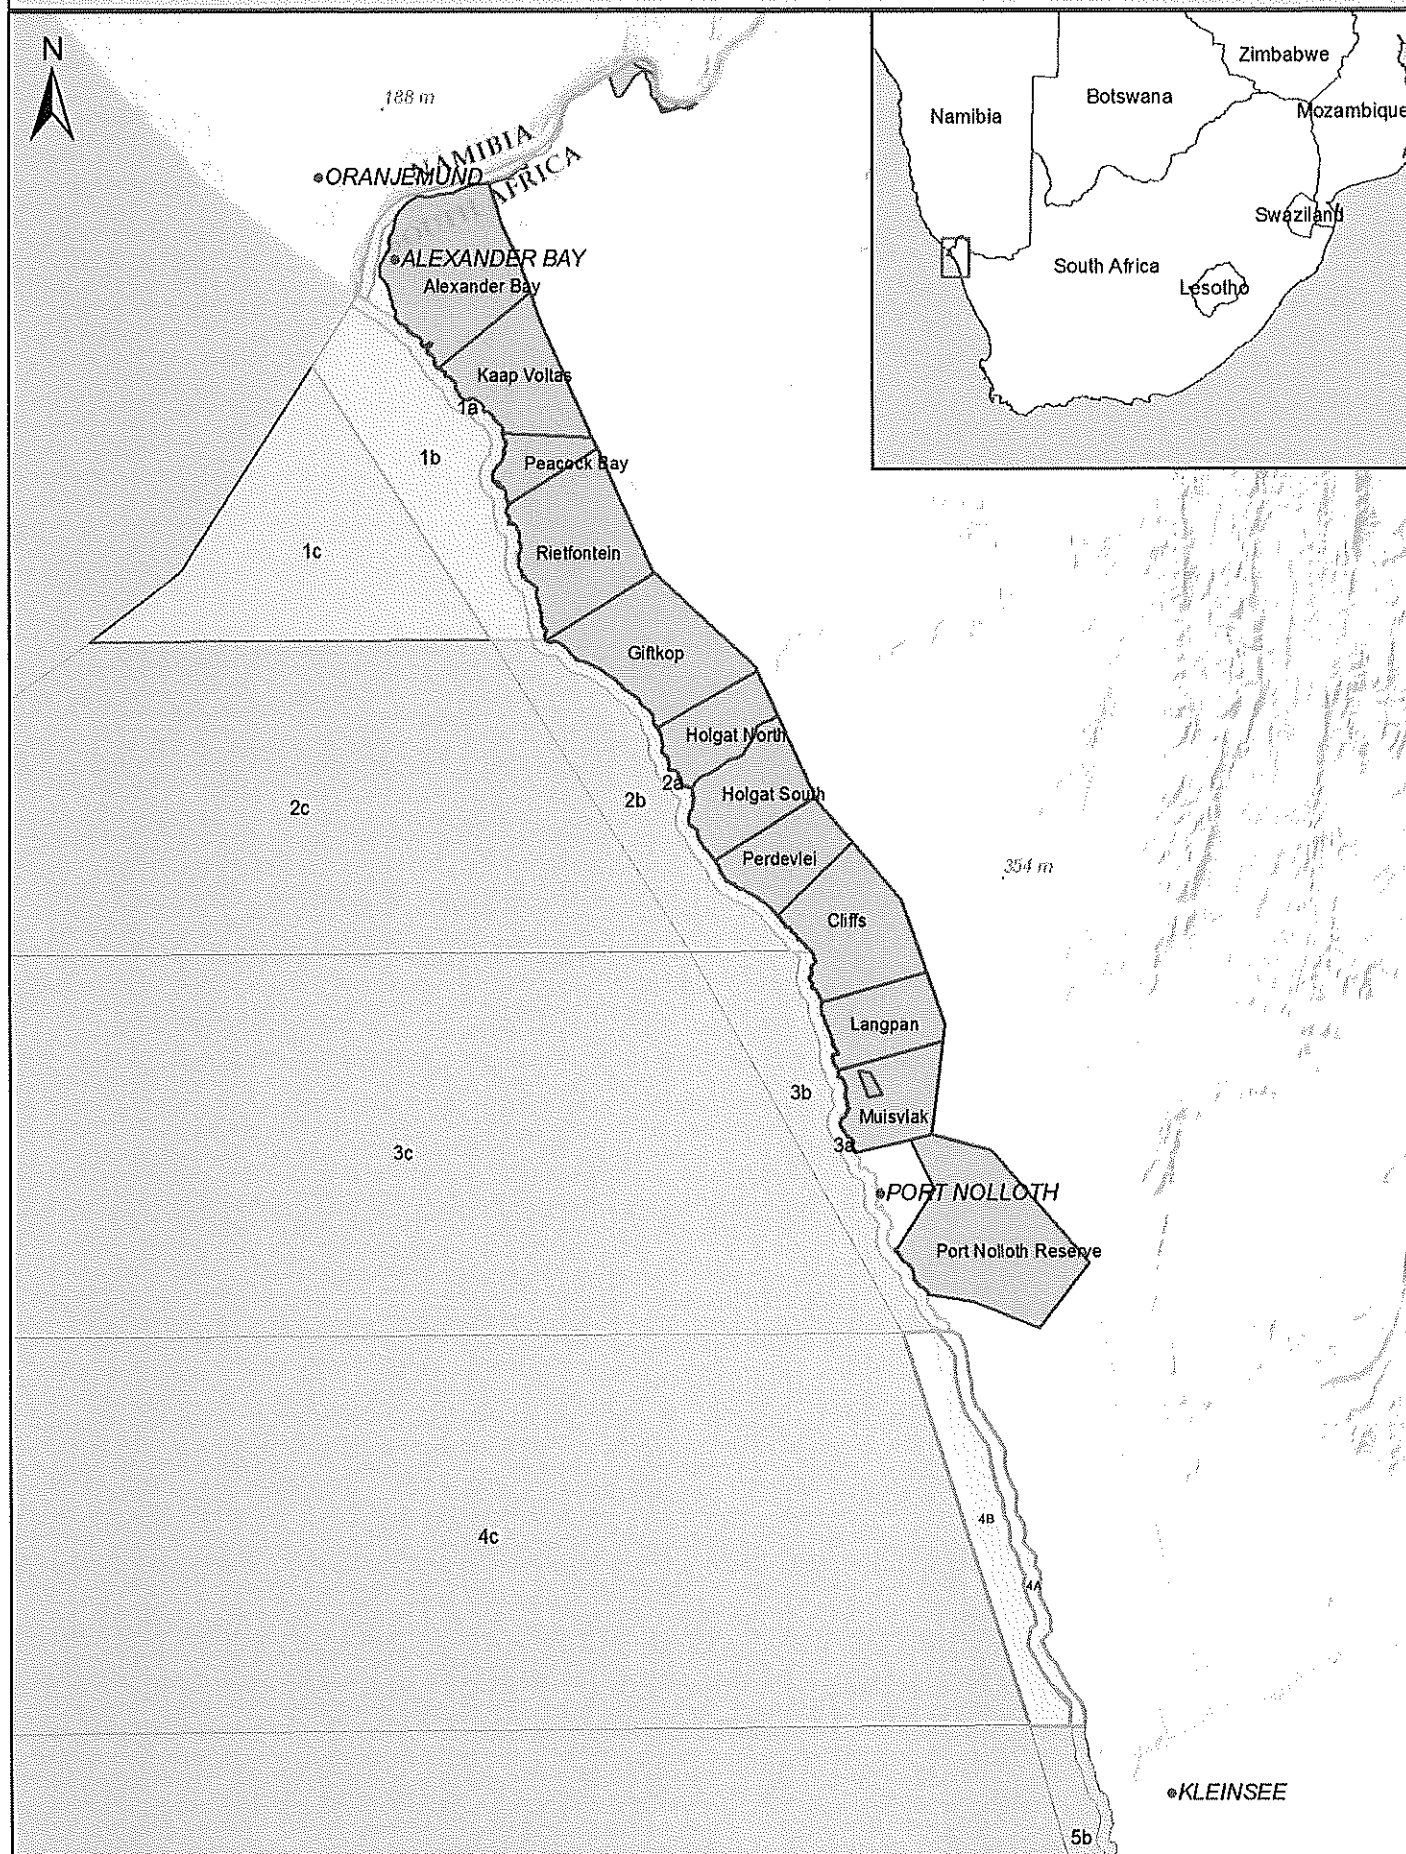 N
188 m
NAMIBIA
AFRICA
ORANJEMUND
ALEXANDER BAY
Alexander Bay
Kaap Voltas
1a
1b
Peacock Bay
1c
Rietfontein
Giftkop
Holgat North
2a
2b
2c
Holgat South
Perdevlei
354 m
Cliffs
Langpan
3b
Muisvlak
3a
3c
PORT NOLLOTH
Port Nolloth Reserve
4B
4c
4A
KLEINSEE
5b
Zimbabwe
Botswana
Namibia
Mozambique
Swaziland
South Africa
Lesotho